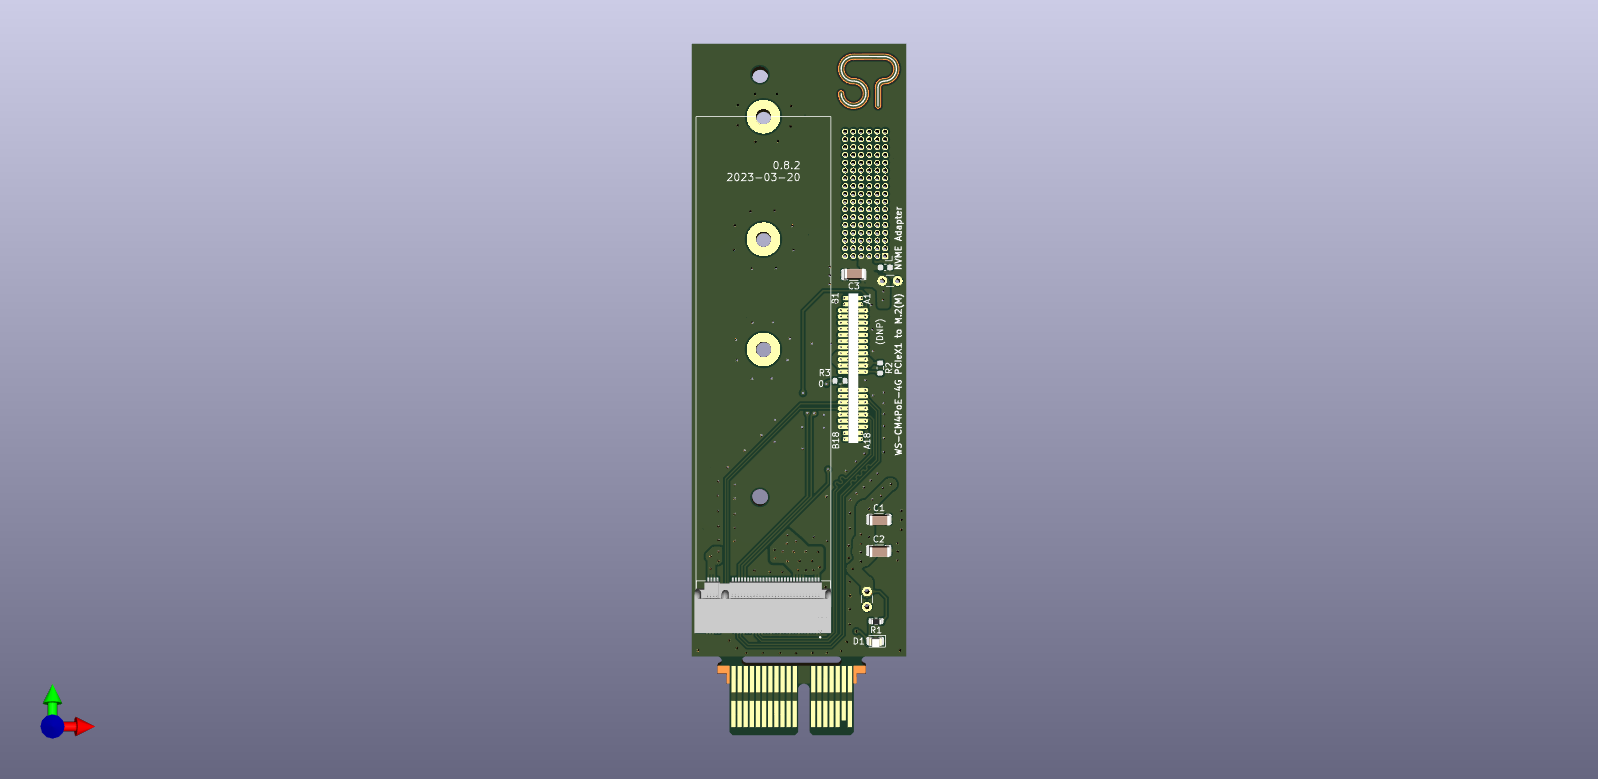 SP
0.8.2
2023-03-20
NVME Adapter
C3
B1
A1
(DNP)
WS-CM4PoE-4G PCIeX1 to M.2(M)
R3
0
R2
B18
A18
C1
C2
R1
D1